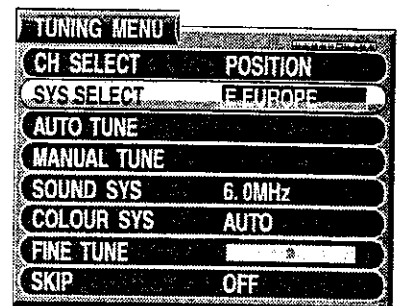 TUNING MENU
CH SELECT POSITION
SYS SELECT E.EUROPE
AUTO TUNE
MANUAL TUNE
SOUND SYS 6.0MHz
COLOUR SYS AUTO
FINE TUNE
SKIP OFF